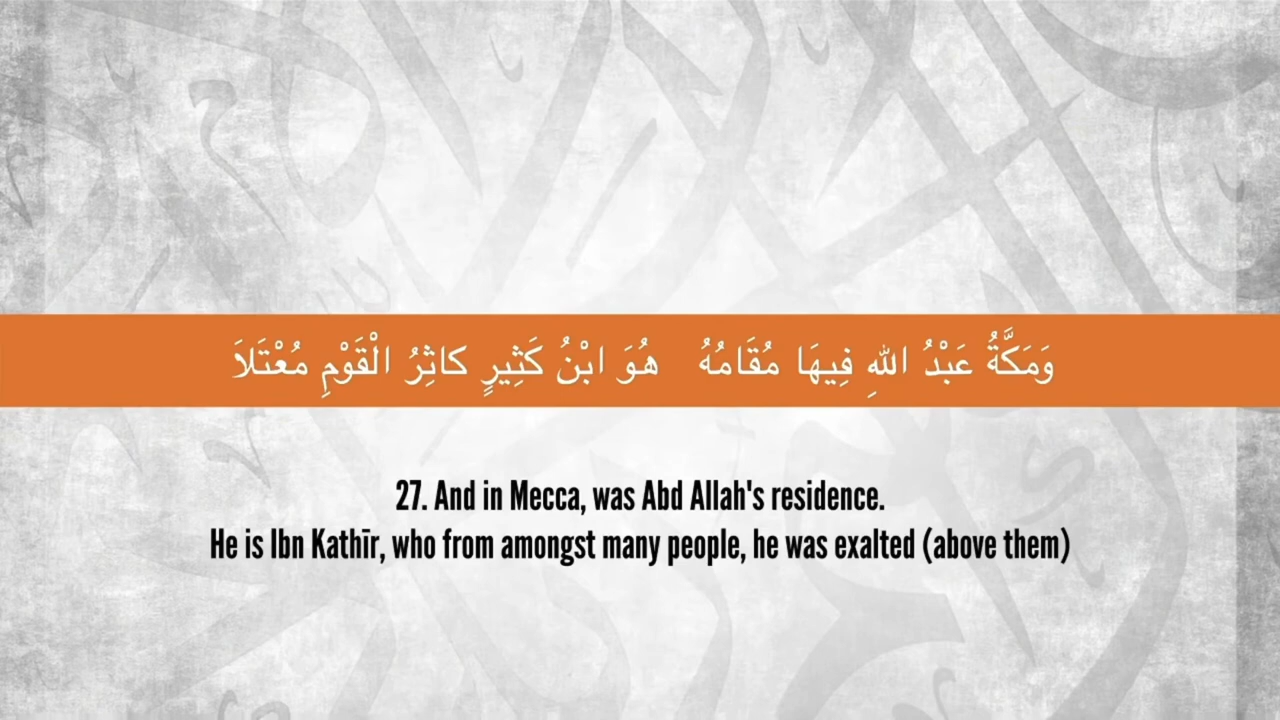 وَمَكَّةُ عَبْدُ اللهِ فِيهَا مُقَامُهُ هُوَ ابْنُ كَثِيرٍ كاثِرُ الْقَوْمِ مُعْتَلاَ
27. And in Mecca, was Abd Allah's residence.
He is Ibn Kathīr, who from amongst many people, he was exalted (above them)